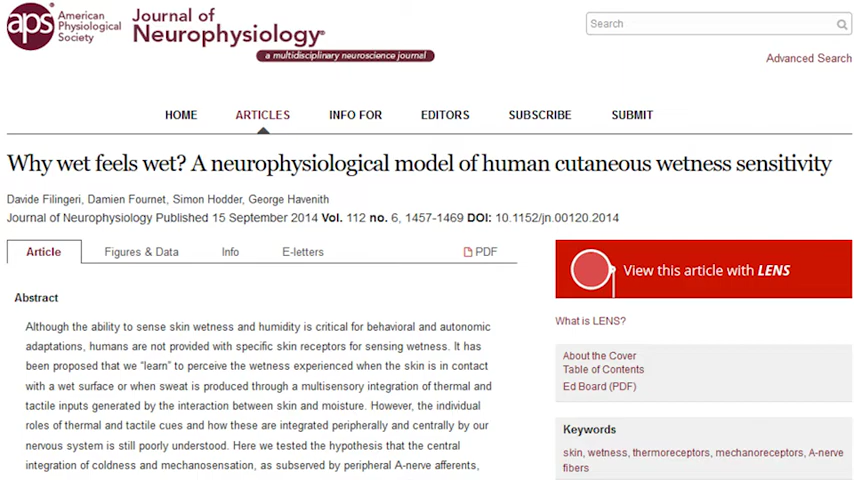 aps American Physiological Society
Journal of Neurophysiology®
a multidisciplinary neuroscience journal
Search
Advanced Search
HOME ARTICLES INFO FOR EDITORS SUBSCRIBE SUBMIT
Why wet feels wet? A neurophysiological model of human cutaneous wetness sensitivity
Davide Filingeri, Damien Fournet, Simon Hodder, George Havenith
Journal of Neurophysiology Published 15 September 2014 Vol. 112 no. 6, 1457-1469 DOI: 10.1152/jn.00120.2014
Article Figures & Data Info E-letters PDF
Abstract
Although the ability to sense skin wetness and humidity is critical for behavioral and autonomic
adaptations, humans are not provided with specific skin receptors for sensing wetness. It has
been proposed that we “learn” to perceive the wetness experienced when the skin is in contact
with a wet surface or when sweat is produced through a multisensory integration of thermal and
tactile inputs generated by the interaction between skin and moisture. However, the individual
roles of thermal and tactile cues and how these are integrated peripherally and centrally by our
nervous system is still poorly understood. Here we tested the hypothesis that the central
integration of coldness and mechanosensation, as subserved by peripheral A-nerve afferents,
View this article with LENS
What is LENS?
About the Cover
Table of Contents
Ed Board (PDF)
Keywords
skin, wetness, thermoreceptors, mechanoreceptors, A-nerve
fibers